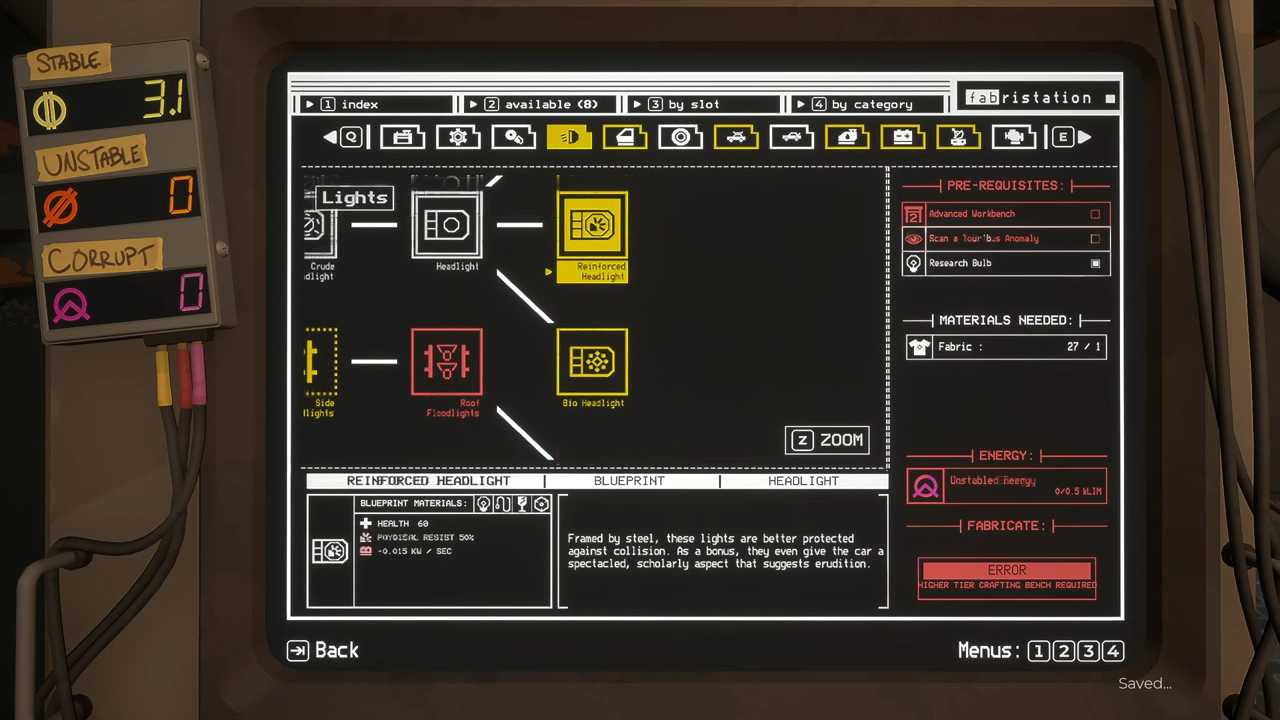 STABLE
3.1
UNSTABLE
0
CORRUPT
0
1 index
2 available (8)
3 by slot
4 by category
fabristation
Q
E
Lights
Crude
dlight
Headlight
Reinforced
Headlight
Side
llights
Roof
Floodlights
Bio Headlight
Z ZOOM
PRE-REQUISITES:
Advanced Workbench
Scan a Anomaly
Research Bulb
MATERIALS NEEDED:
Fabric : 27 / 1
ENERGY:
0/0.5 kLIM
FABRICATE:
ERROR
HIGHER TIER CRAFTING BENCH REQUIRED
REINFORCED HEADLIGHT
BLUEPRINT
HEADLIGHT
BLUEPRINT MATERIALS:
HEALTH 60
PHYSICAL RESIST 50%
-0.015 KW / SEC
Framed by steel, these lights are better protected
against collision. As a bonus, they even give the car a
spectacled, scholarly aspect that suggests erudition.
Back
Menus: 1 2 3 4
Saved...